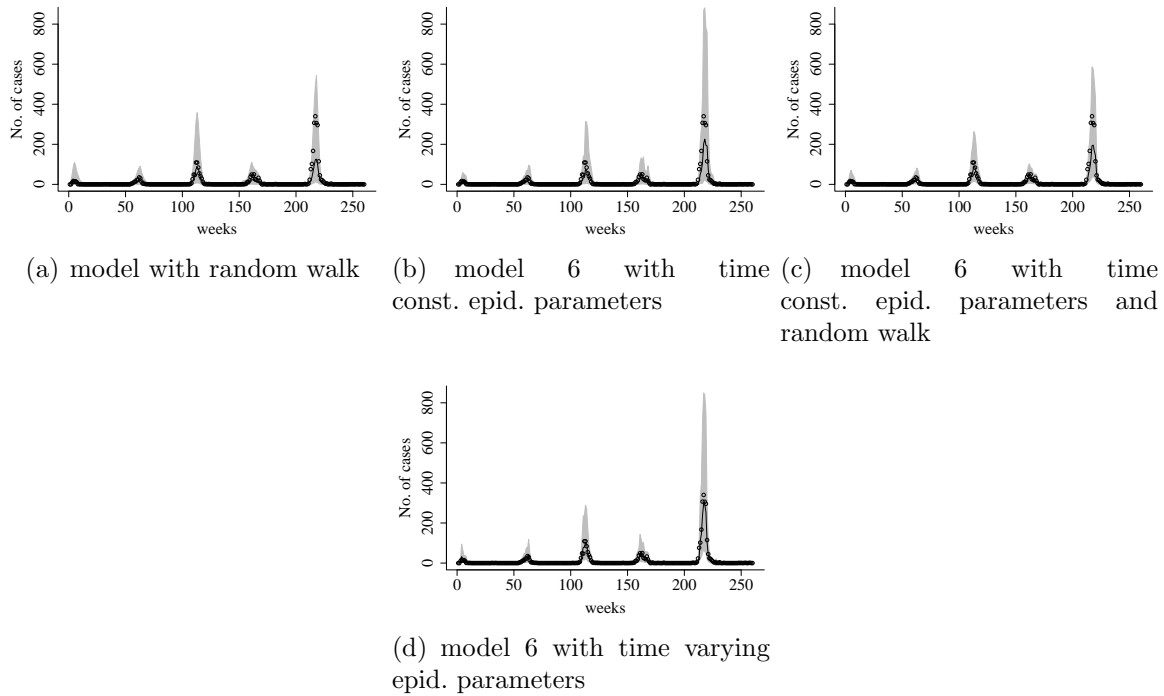 No. of cases
800
600
400
200
0
0 50 100 150 200 250
weeks
(a) model with random walk
No. of cases
800
600
400
200
0
0 50 100 150 200 250
weeks
(b) model 6 with time
const. epid. parameters
No. of cases
800
600
400
200
0
0 50 100 150 200 250
weeks
(c) model 6 with time
const. epid. parameters and
random walk
No. of cases
800
600
400
200
0
0 50 100 150 200 250
weeks
(d) model 6 with time varying
epid. parameters